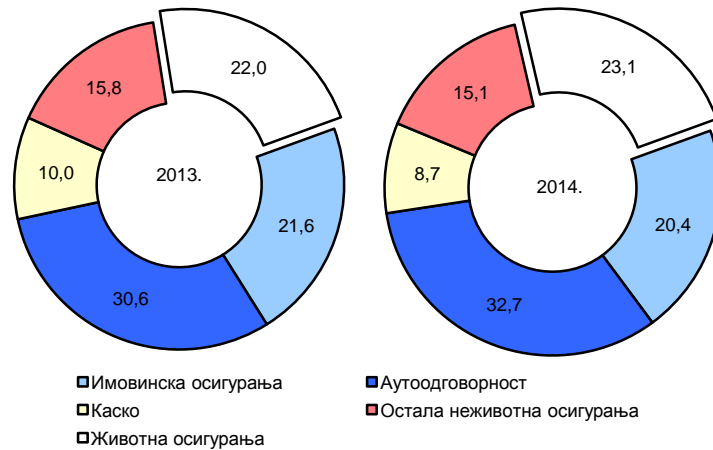 22,0
15,8
10,0
2013.
21,6
30,6
23,1
15,1
8,7
2014.
20,4
32,7
Имовинска осигурања
Аутоодговорност
Каско
Остала неживотна осигурања
Животна осигурања